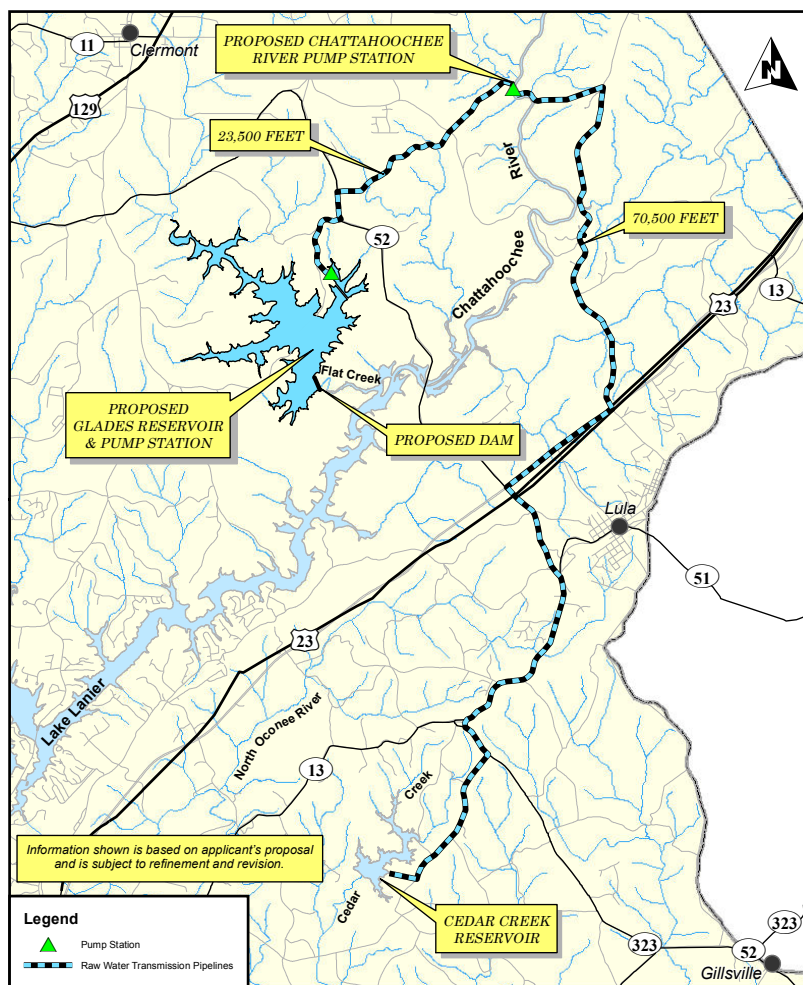 11
Clermont
PROPOSED CHATTAHOOCHEE
RIVER PUMP STATION
N
129
23,500 FEET
River
70,500 FEET
52
Chattahoochee
23
13
Flat Creek
PROPOSED
GLADES RESERVOIR
& PUMP STATION
PROPOSED DAM
Lula
51
23
Lake Lanier
North Oconee River
13
Creek
Information shown is based on applicant's proposal
and is subject to refinement and revision.
Cedar
CEDAR CREEK
RESERVOIR
Legend
Pump Station
Raw Water Transmission Pipelines
323
323
52
Gillsville